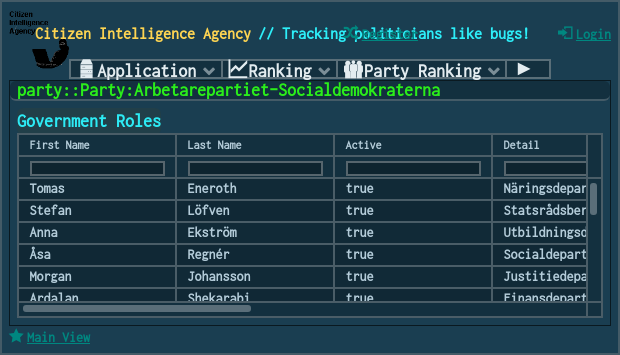 Citizen
Intelligence
Agency
Citizen Intelligence Agency // Tracking politicians like bugs!
Register
Login
Application
Ranking
Party Ranking
party::Party:Arbetarepartiet-Socialdemokraterna
Government Roles
First Name Last Name Active Detail
Tomas Eneroth true Näringsdepar
Stefan Löfven true Statsrådsber
Anna Ekström true Utbildningsd
Åsa Regnér true Socialdepart
Morgan Johansson true Justitiedepa
Ardalan Shekarabi true Finansdepart
Main View